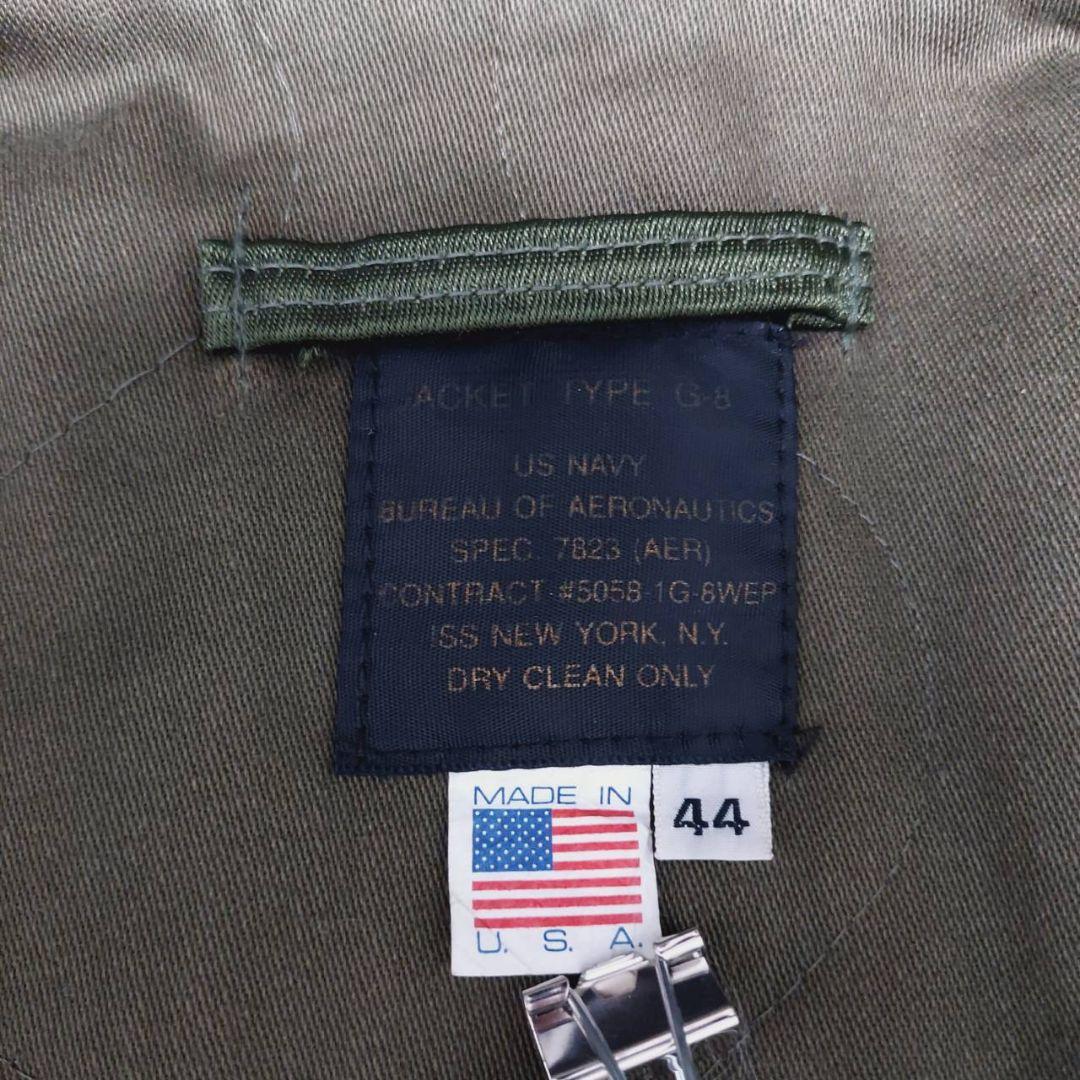 JACKET TYPE G-8
US NAVY
BUREAU OF AERONAUTICS
SPEC. 7823 (AER)
CONTRACT #5058-1G-8WEP
ISS NEW YORK, N.Y.
DRY CLEAN ONLY
MADE IN
U. S. A.
44